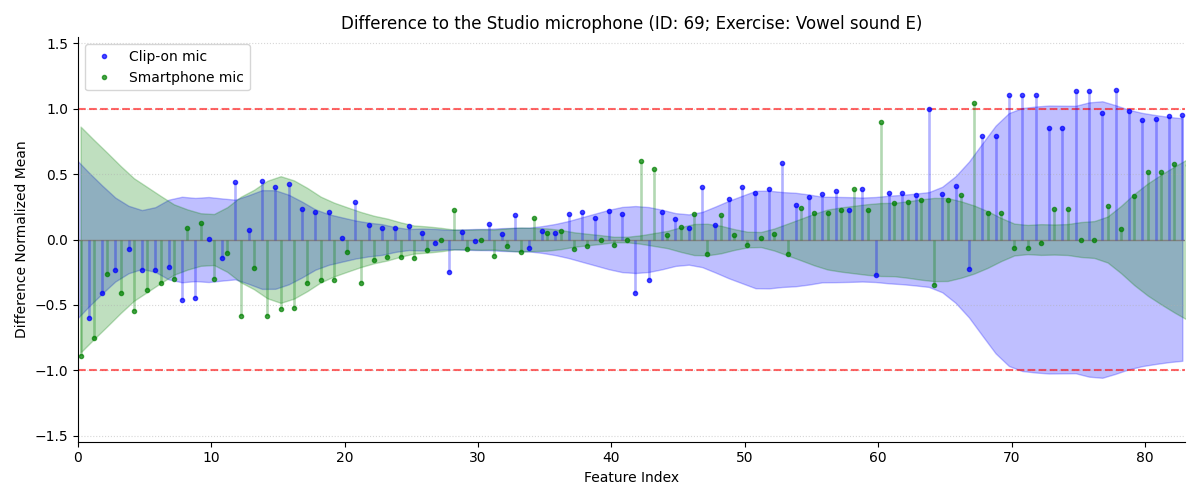 Difference to the Studio microphone (ID: 69; Exercise: Vowel sound E)
Clip-on mic
Smartphone mic
Difference Normalized Mean
1.5
1.0
0.5
0.0
−0.5
−1.0
−1.5
0 10 20 30 40 50 60 70 80
Feature Index